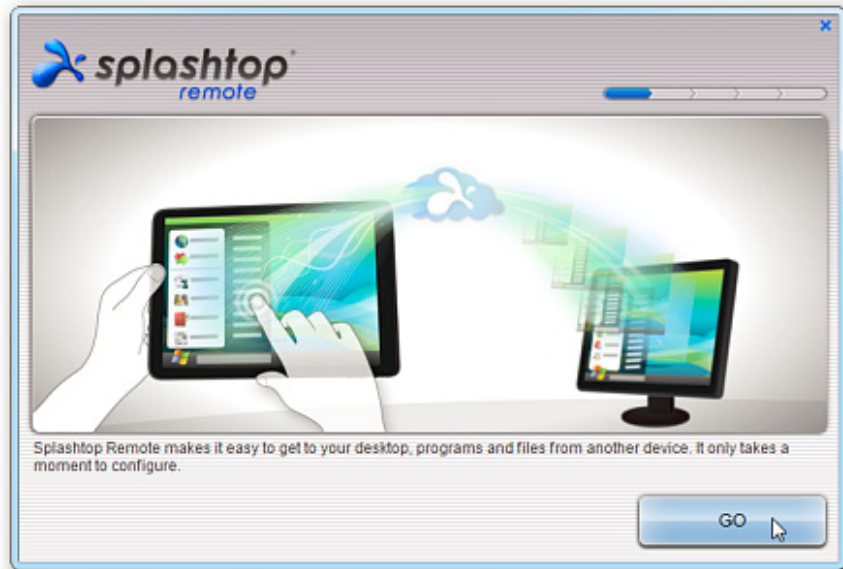 splashtop
remote
Splashtop Remote makes it easy to get to your desktop, programs and files from another device. It only takes a
moment to configure.
GO